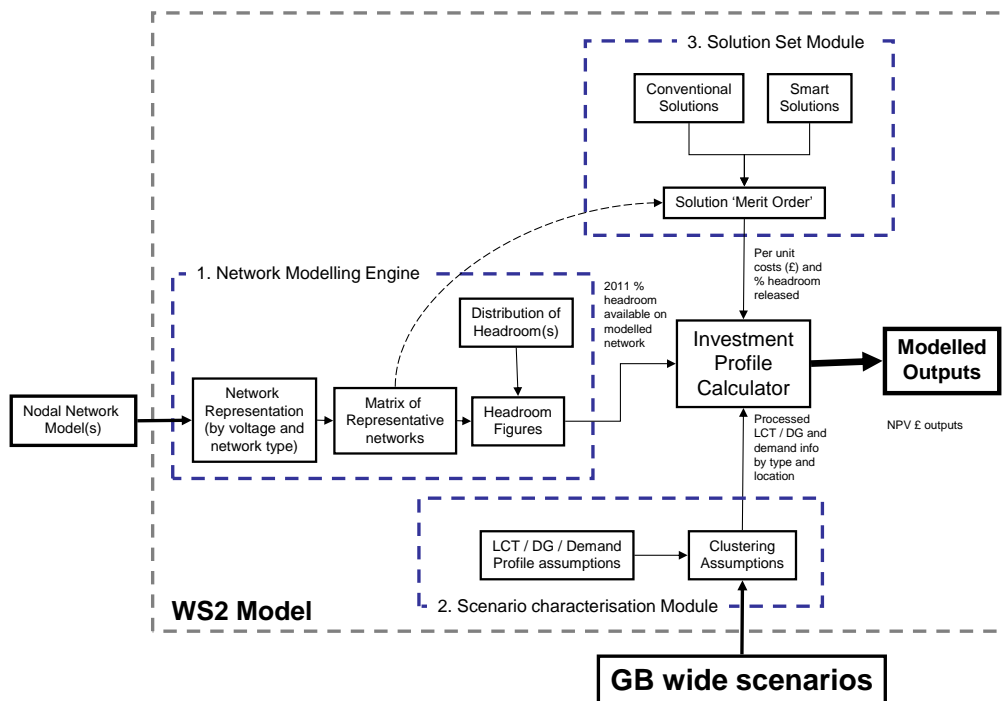 3. Solution Set Module
Conventional
Solutions
Smart
Solutions
Solution ‘Merit Order’
Per unit
costs (£) and
% headroom
released
1. Network Modelling Engine
2011 %
headroom
available on
modelled
network
Distribution of
Headroom(s)
Investment
Profile
Calculator
Modelled
Outputs
NPV £ outputs
Nodal Network
Model(s)
Network
Representation
(by voltage and
network type)
Matrix of
Representative
networks
Headroom
Figures
Processed
LCT / DG and
demand info
by type and
location
LCT / DG / Demand
Profile assumptions
Clustering
Assumptions
2. Scenario characterisation Module
WS2 Model
GB wide scenarios